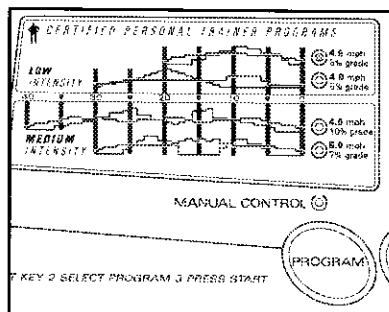 CERTIFIED PERSONAL TRAINER PROGRAMS
4.5 mph
5% grade
LOW
INTENSITY
4.0 mph
5% grade
4.5 mph
10% grade
MEDIUM
INTENSITY
5.0 mph
7% grade
MANUAL CONTROL
PROGRAM
T KEY 2 SELECT PROGRAM 3 PRESS START